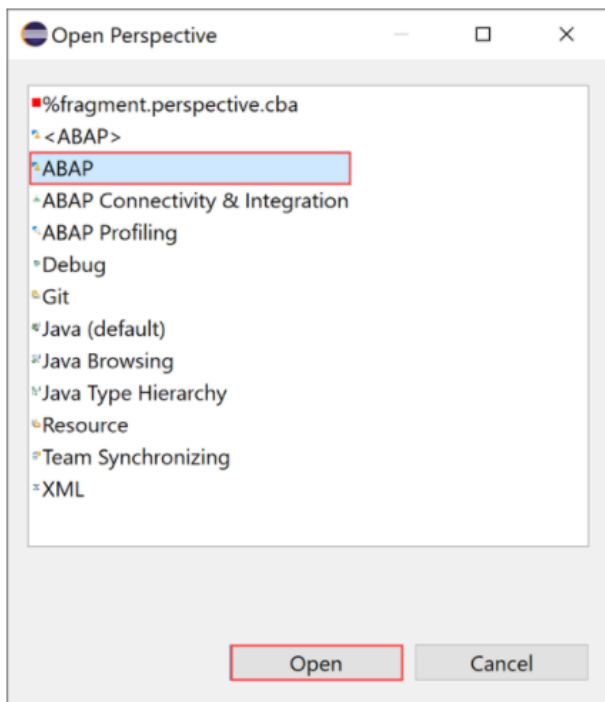 Open Perspective
%fragment.perspective.cba
<ABAP>
ABAP
ABAP Connectivity & Integration
ABAP Profiling
Debug
Git
Java (default)
Java Browsing
Java Type Hierarchy
Resource
Team Synchronizing
XML
Open Cancel